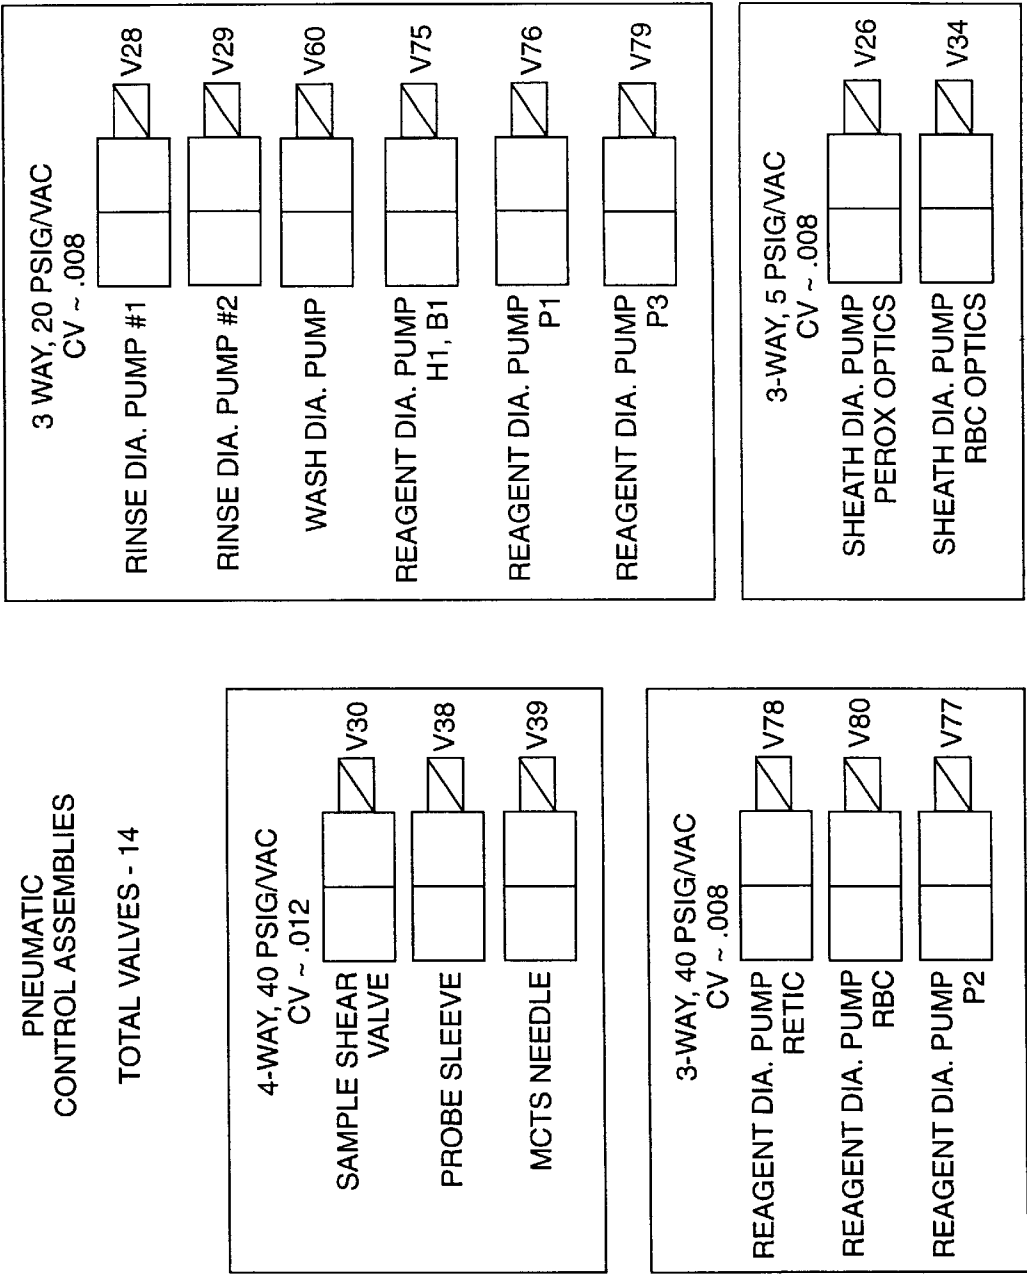 PNEUMATIC
CONTROL ASSEMBLIES
TOTAL VALVES - 14
4-WAY, 40 PSIG/VAC
CV ~ .012
SAMPLE SHEAR
VALVE
V30
PROBE SLEEVE
V38
MCTS NEEDLE
V39
3-WAY, 40 PSIG/VAC
CV ~ .008
REAGENT DIA. PUMP
RETIC
V78
REAGENT DIA. PUMP
RBC
V80
REAGENT DIA. PUMP
P2
V77
3 WAY, 20 PSIG/VAC
CV ~ .008
RINSE DIA. PUMP #1
V28
RINSE DIA. PUMP #2
V29
WASH DIA. PUMP
V60
REAGENT DIA. PUMP
H1, B1
V75
REAGENT DIA. PUMP
P1
V76
REAGENT DIA. PUMP
P3
V79
3-WAY, 5 PSIG/VAC
CV ~ .008
SHEATH DIA. PUMP
PEROX OPTICS
V26
SHEATH DIA. PUMP
RBC OPTICS
V34